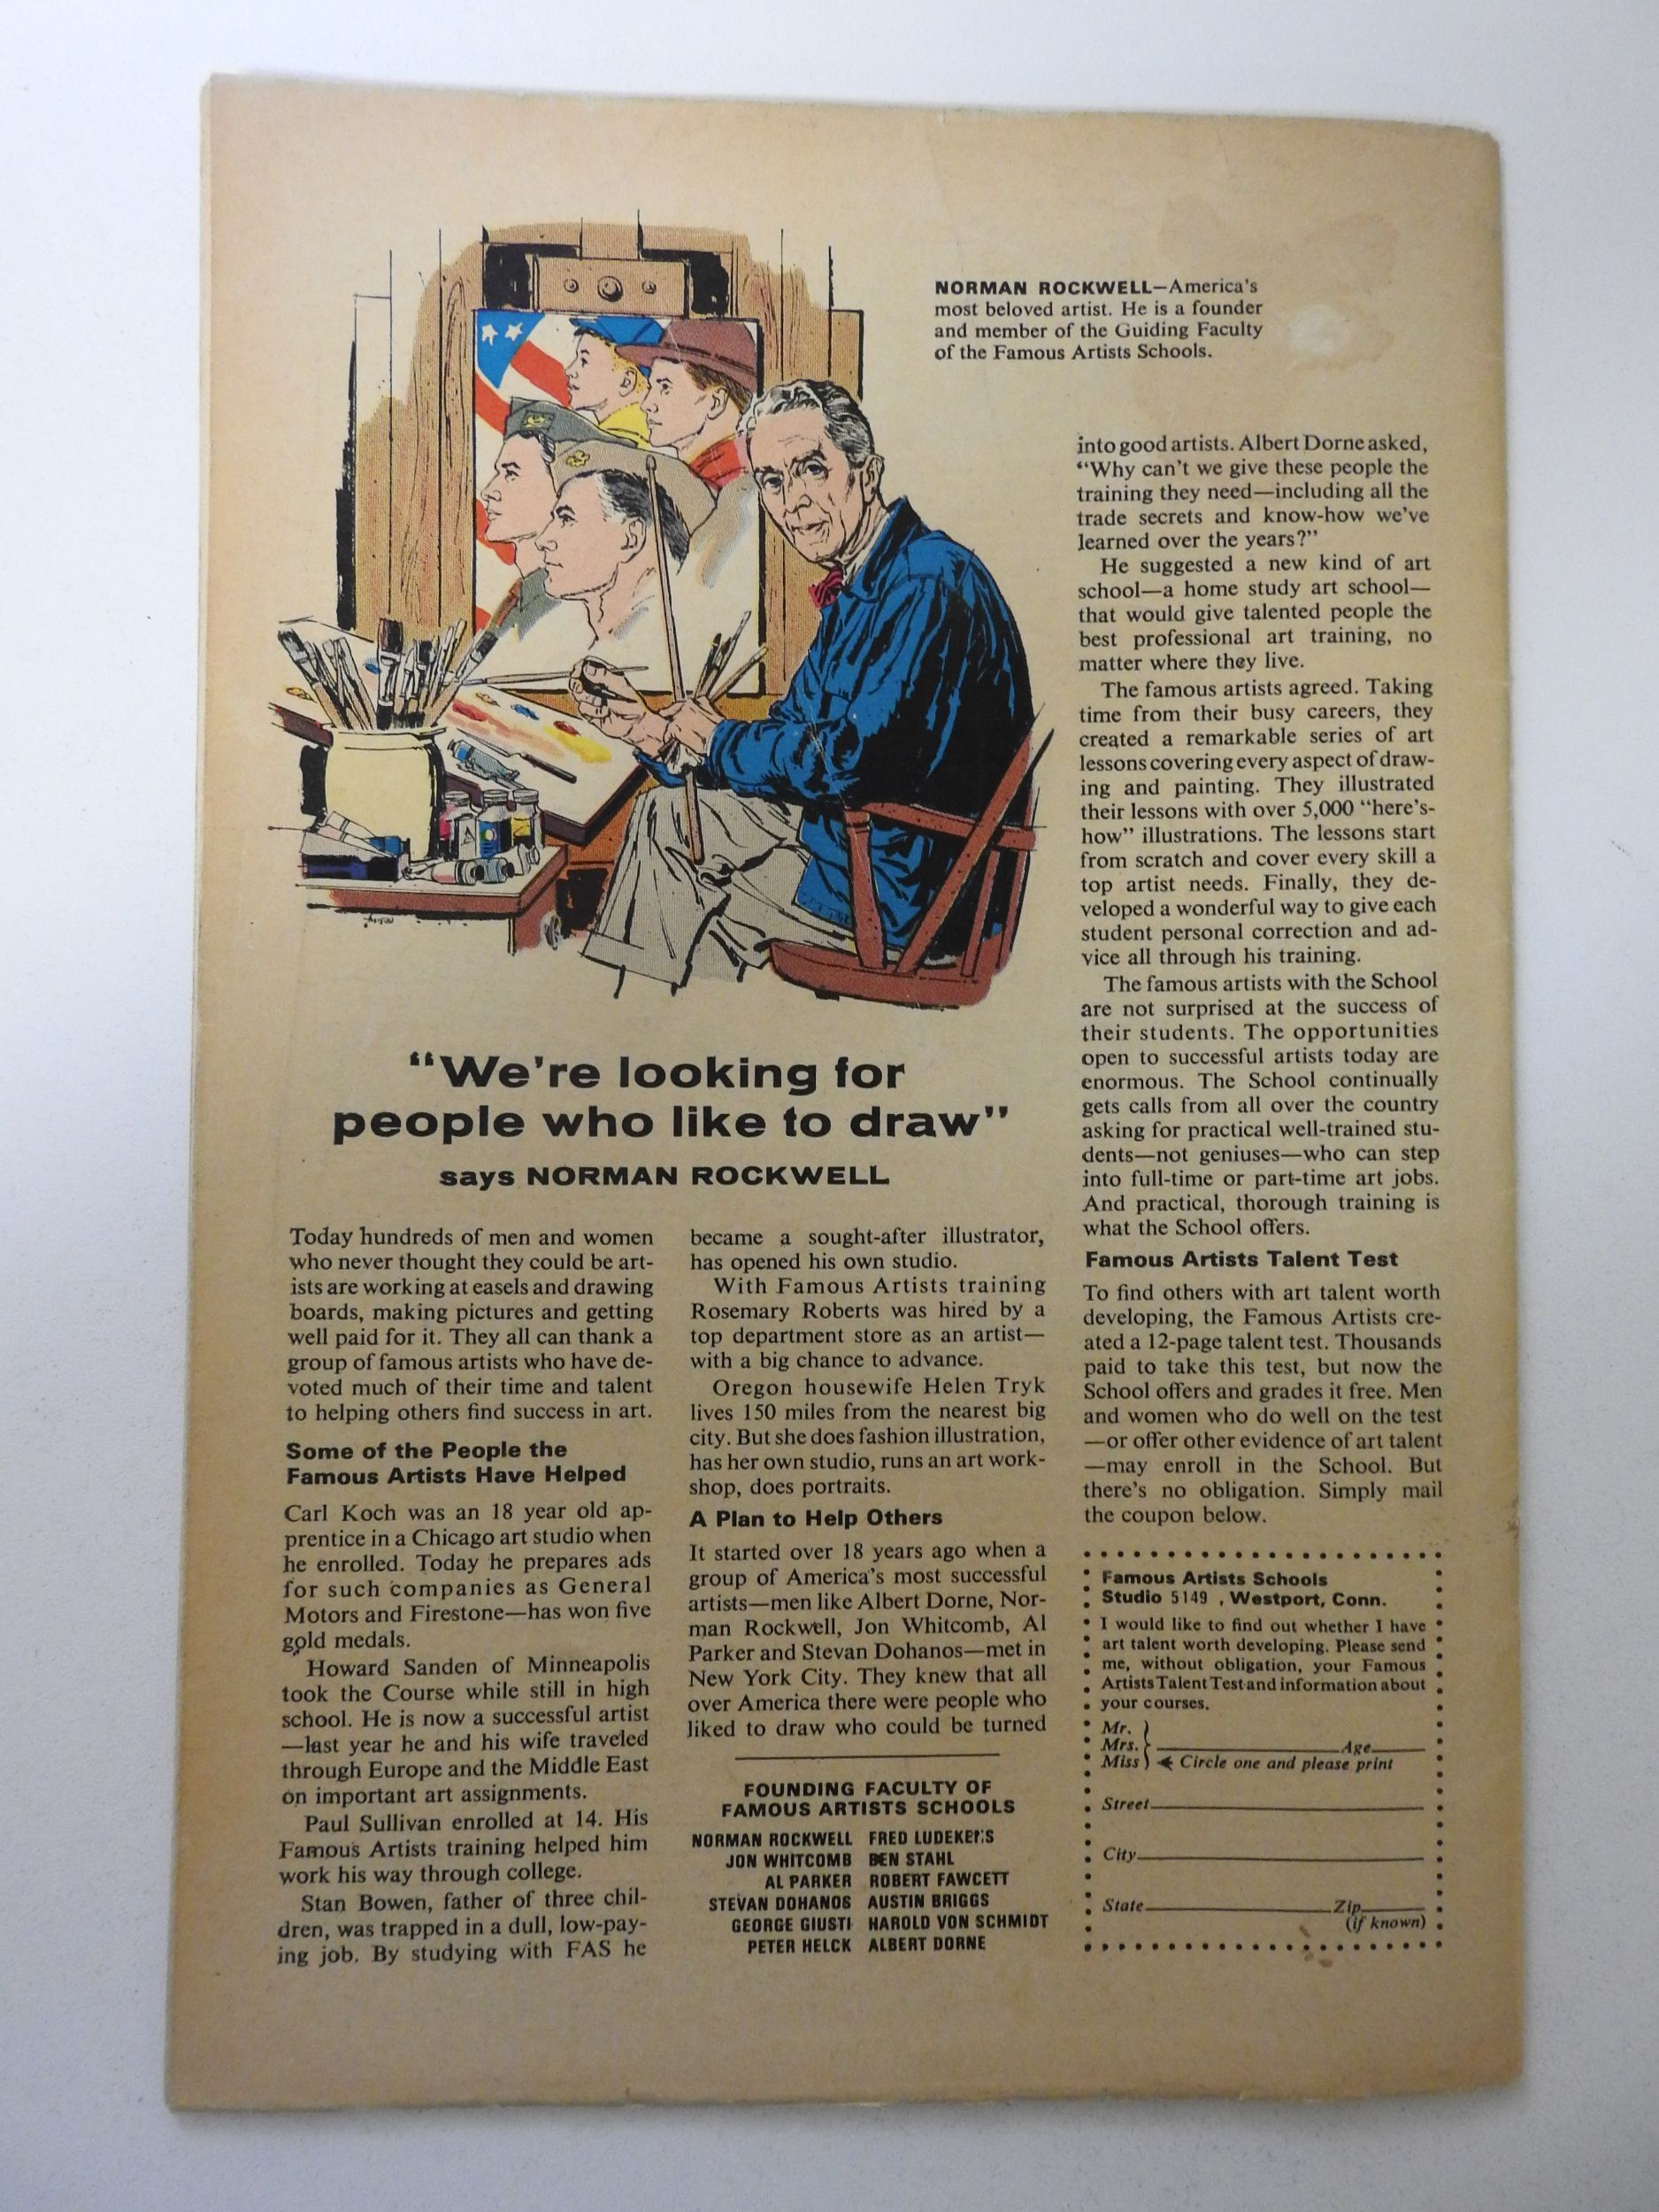 NORMAN ROCKWELL—America's
most beloved artist. He is a founder
and member of the Guiding Faculty
of the Famous Artists Schools.
"We're looking for
people who like to draw"
says NORMAN ROCKWELL
Today hundreds of men and women
who never thought they could be art-
ists are working at easels and drawing
boards, making pictures and getting
well paid for it. They all can thank a
group of famous artists who have de-
voted much of their time and talent
to helping others find success in art.
Some of the People the
Famous Artists Have Helped
Carl Koch was an 18 year old ap-
prentice in a Chicago art studio when
he enrolled. Today he prepares ads
for such companies as General
Motors and Firestone—has won five
gold medals.
Howard Sanden of Minneapolis
took the Course while still in high
school. He is now a successful artist
—last year he and his wife traveled
through Europe and the Middle East
on important art assignments.
Paul Sullivan enrolled at 14. His
Famous Artists training helped him
work his way through college.
Stan Bowen, father of three chil-
dren, was trapped in a dull, low-pay-
ing job. By studying with FAS he
became a sought-after illustrator,
has opened his own studio.
With Famous Artists training
Rosemary Roberts was hired by a
top department store as an artist—
with a big chance to advance.
Oregon housewife Helen Tryk
lives 150 miles from the nearest big
city. But she does fashion illustration,
has her own studio, runs an art work-
shop, does portraits.
A Plan to Help Others
It started over 18 years ago when a
group of America's most successful
artists—men like Albert Dorne, Nor-
man Rockwell, Jon Whitcomb, Al
Parker and Stevan Dohanos—met in
New York City. They knew that all
over America there were people who
liked to draw who could be turned
FOUNDING FACULTY OF
FAMOUS ARTISTS SCHOOLS
NORMAN ROCKWELL FRED LUDEKENS
JON WHITCOMB BEN STAHL
AL PARKER ROBERT FAWCETT
STEVAN DOHANOS AUSTIN BRIGGS
GEORGE GIUSTI HAROLD VON SCHMIDT
PETER HELCK ALBERT DORNE
into good artists. Albert Dorne asked,
"Why can't we give these people the
training they need—including all the
trade secrets and know-how we've
learned over the years?"
He suggested a new kind of art
school—a home study art school—
that would give talented people the
best professional art training, no
matter where they live.
The famous artists agreed. Taking
time from their busy careers, they
created a remarkable series of art
lessons covering every aspect of draw-
ing and painting. They illustrated
their lessons with over 5,000 "here's-
how" illustrations. The lessons start
from scratch and cover every skill a
top artist needs. Finally, they de-
veloped a wonderful way to give each
student personal correction and ad-
vice all through his training.
The famous artists with the School
are not surprised at the success of
their students. The opportunities
open to successful artists today are
enormous. The School continually
gets calls from all over the country
asking for practical well-trained stu-
dents—not geniuses—who can step
into full-time or part-time art jobs.
And practical, thorough training is
what the School offers.
Famous Artists Talent Test
To find others with art talent worth
developing, the Famous Artists cre-
ated a 12-page talent test. Thousands
paid to take this test, but now the
School offers and grades it free. Men
and women who do well on the test
—or offer other evidence of art talent
—may enroll in the School. But
there's no obligation. Simply mail
the coupon below.
Famous Artists Schools
Studio 5149 , Westport, Conn.
I would like to find out whether I have
art talent worth developing. Please send
me, without obligation, your Famous
Artists Talent Test and information about
your courses.
Mr.
Mrs. Age
Miss Circle one and please print
Street
City
State Zip
(if known)